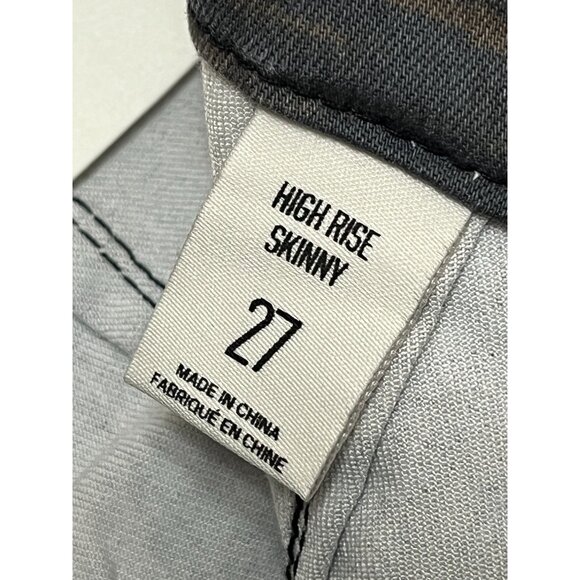 HIGH RISE
SKINNY
27
MADE IN CHINA
FABRIQUÉ EN CHINE